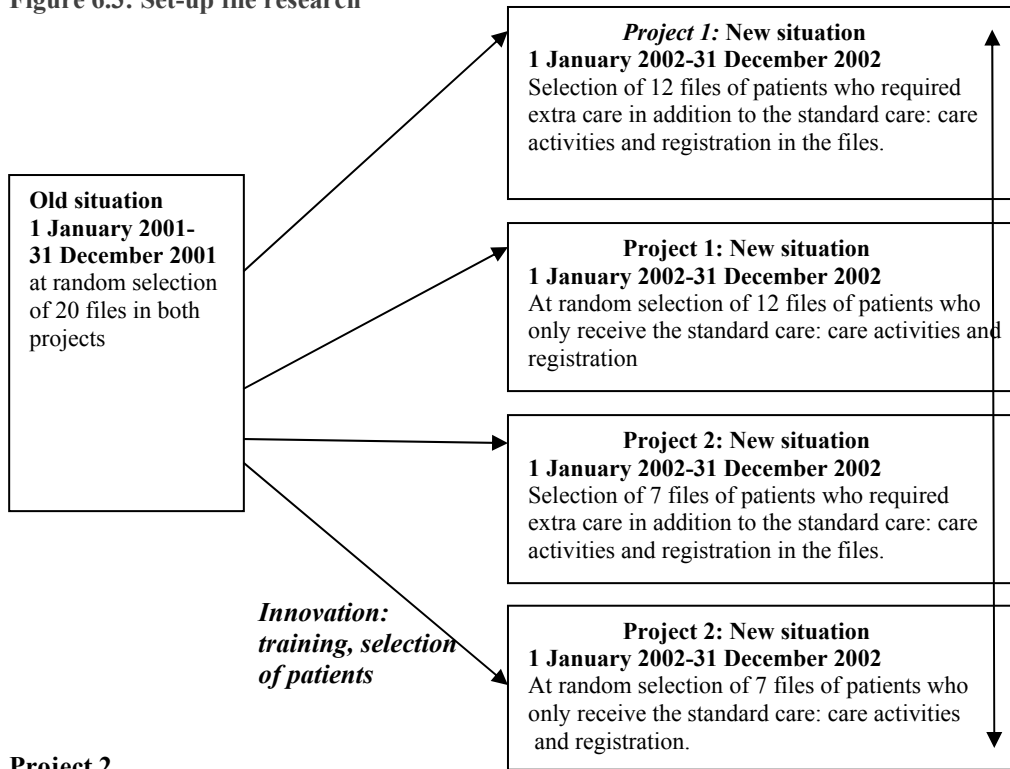 Figure 6.3: Set-up file research
Project 1: New situation
1 January 2002-31 December 2002
Selection of 12 files of patients who required
extra care in addition to the standard care: care
activities and registration in the files.
Old situation
1 January 2001-
31 December 2001
at random selection
of 20 files in both
projects
Project 1: New situation
1 January 2002-31 December 2002
At random selection of 12 files of patients who
only receive the standard care: care activities and
registration
Project 2: New situation
1 January 2002-31 December 2002
Selection of 7 files of patients who required
extra care in addition to the standard care: care
activities and registration in the files.
Innovation:
training, selection
of patients
Project 2: New situation
1 January 2002-31 December 2002
At random selection of 7 files of patients who
only receive the standard care: care activities
and registration.
Project 2